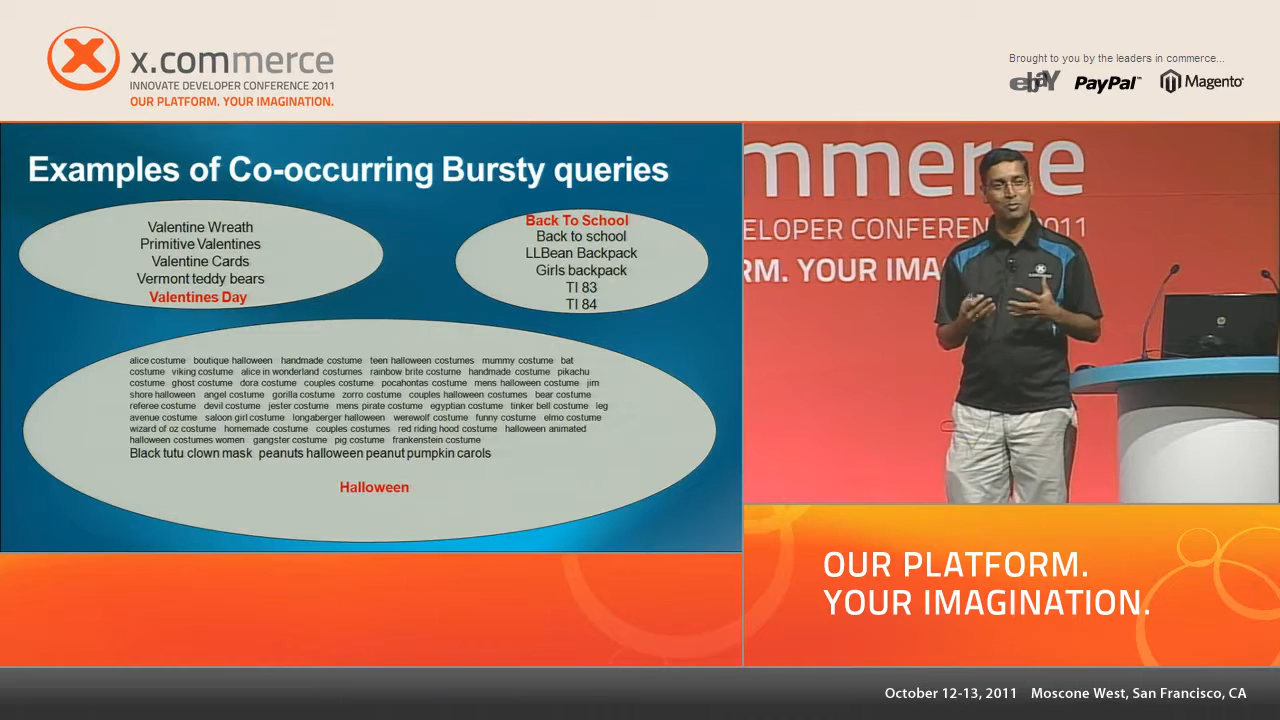 x.commerce
INNOVATE DEVELOPER CONFERENCE 2011
OUR PLATFORM. YOUR IMAGINATION.
Brought to you by the leaders in commerce...
ebaY
PayPal™
Magento®
Examples of Co-occurring Bursty queries
Valentine Wreath
Primitive Valentines
Valentine Cards
Vermont teddy bears
Valentines Day
Back To School
Back to school
LLBean Backpack
Girls backpack
TI 83
TI 84
alice costume boutique halloween handmade costume teen halloween costumes mummy costume bat
costume viking costume alice in wonderland costumes rainbow brite costume handmade costume pikachu
costume ghost costume dora costume couples costume pocahontas costume mens halloween costume jim
shore halloween angel costume gorilla costume zorro costume couples halloween costumes bear costume
referee costume devil costume jester costume mens pirate costume egyptian costume tinker bell costume leg
avenue costume saloon girl costume longaberger halloween werewolf costume funny costume elmo costume
wizard of oz costume homemade costume couples costumes red riding hood costume halloween animated
halloween costumes women gangster costume pig costume frankenstein costume
Black tutu clown mask peanuts halloween peanut pumpkin carols
Halloween
mmerce
ELOPER CONFEREN 2011
RM. YOUR IMA
OUR PLATFORM.
YOUR IMAGINATION.
October 12-13, 2011 Moscone West, San Francisco, CA